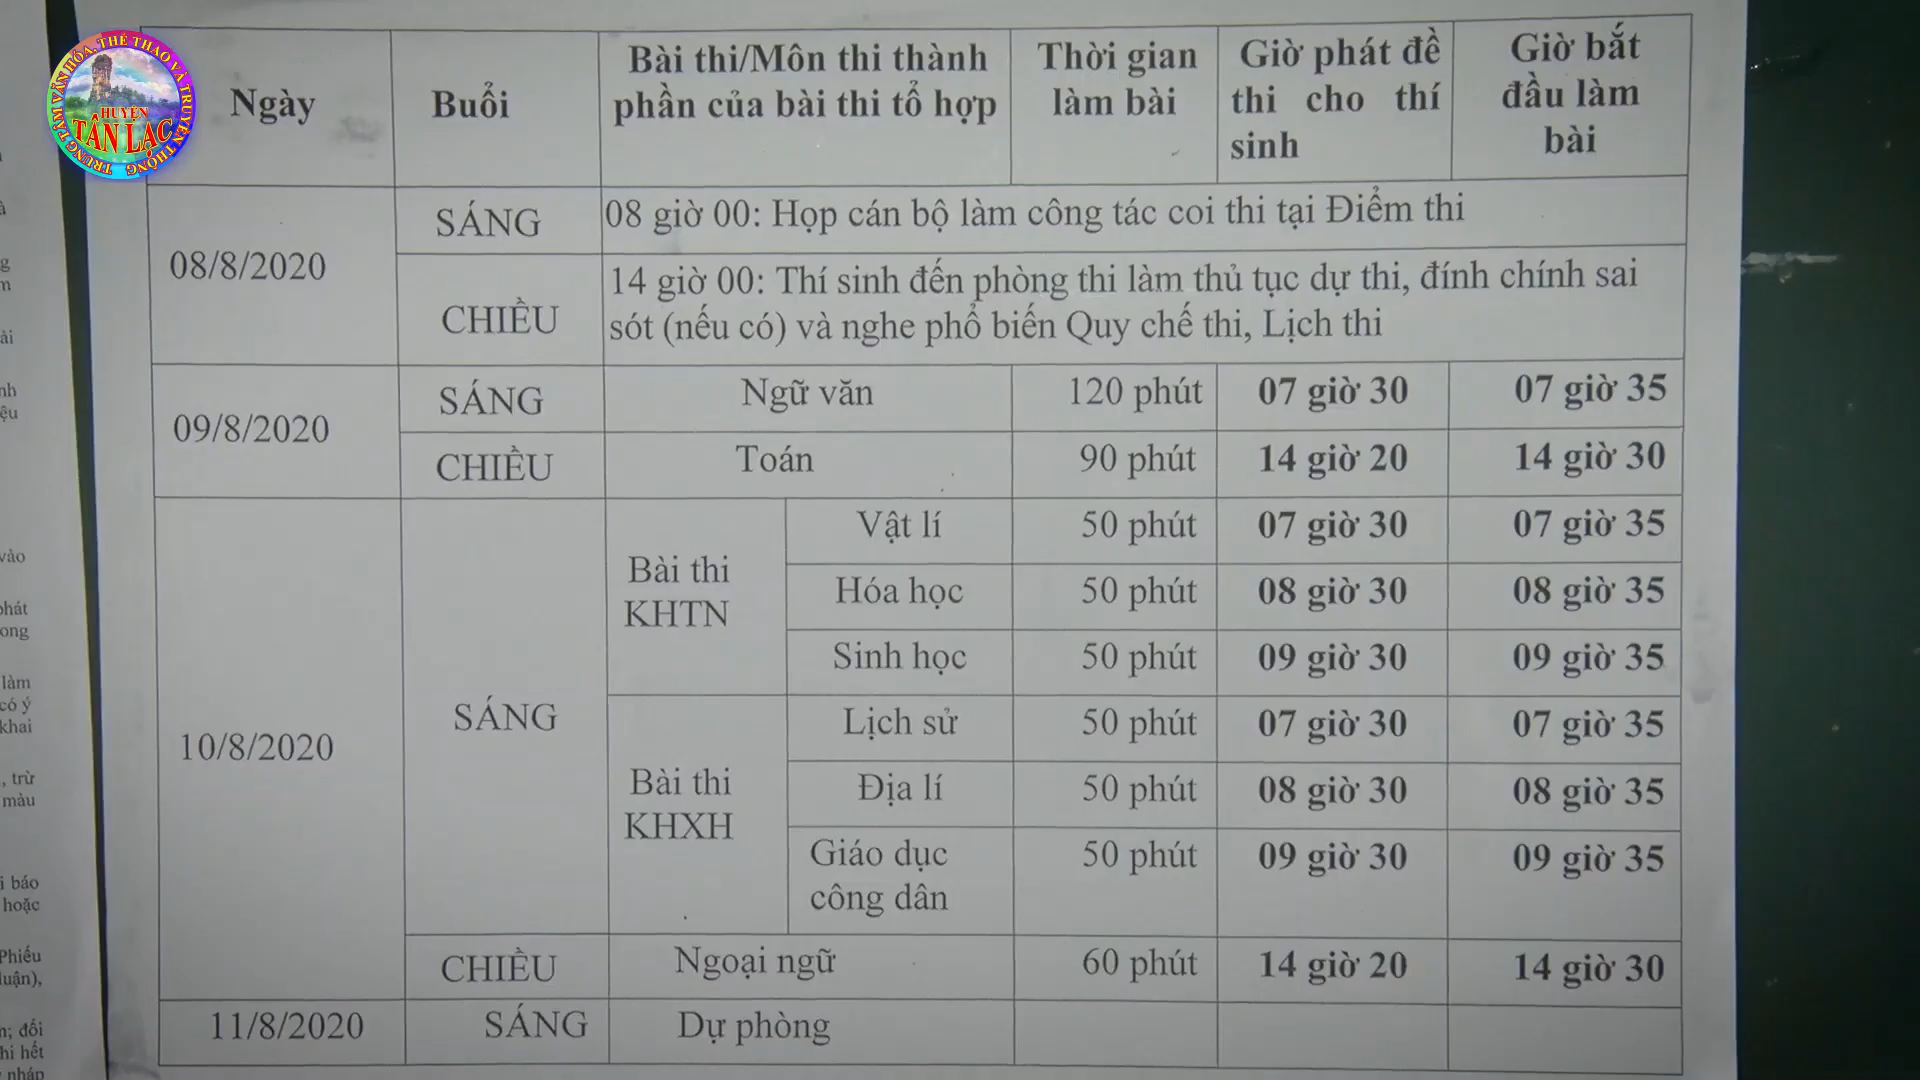 TRUNG TÂM VĂN HÓA, THỂ THAO VÀ TRUYỀN THÔNG
HUYỆN
TÂN LẠC
Ngày
Buổi
Bài thi/Môn thi thành
phần của bài thi tổ hợp
Thời gian
làm bài
Giờ phát đề
thi cho thí
sinh
Giờ bắt
đầu làm
bài
08/8/2020
SÁNG
08 giờ 00: Họp cán bộ làm công tác coi thi tại Điểm thi
CHIỀU
14 giờ 00: Thí sinh đến phòng thi làm thủ tục dự thi, đính chính sai
sót (nếu có) và nghe phổ biến Quy chế thi, Lịch thi
09/8/2020
SÁNG
Ngữ văn
120 phút
07 giờ 30
07 giờ 35
CHIỀU
Toán
90 phút
14 giờ 20
14 giờ 30
10/8/2020
SÁNG
Bài thi
KHTN
Vật lí
50 phút
07 giờ 30
07 giờ 35
Hóa học
50 phút
08 giờ 30
08 giờ 35
Sinh học
50 phút
09 giờ 30
09 giờ 35
Bài thi
KHXH
Lịch sử
50 phút
07 giờ 30
07 giờ 35
Địa lí
50 phút
08 giờ 30
08 giờ 35
Giáo dục
công dân
50 phút
09 giờ 30
09 giờ 35
CHIỀU
Ngoại ngữ
60 phút
14 giờ 20
14 giờ 30
11/8/2020
SÁNG
Dự phòng
vào
làm
có ý
khai
, trừ
báo
hoặc
Phiếu
; đổi
hết